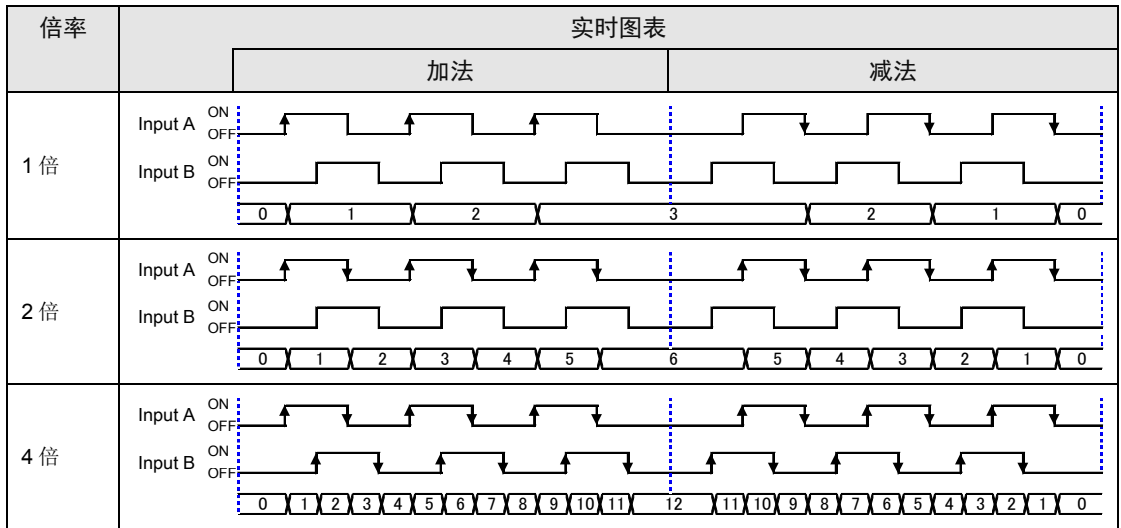 倍率 实时图表
加法 减法
1 倍
Input A ON OFF
Input B ON OFF
0 1 2 3 2 1 0
2 倍
Input A ON OFF
Input B ON OFF
0 1 2 3 4 5 6 5 4 3 2 1 0
4 倍
Input A ON OFF
Input B ON OFF
0 1 2 3 4 5 6 7 8 9 10 11 12 11 10 9 8 7 6 5 4 3 2 1 0